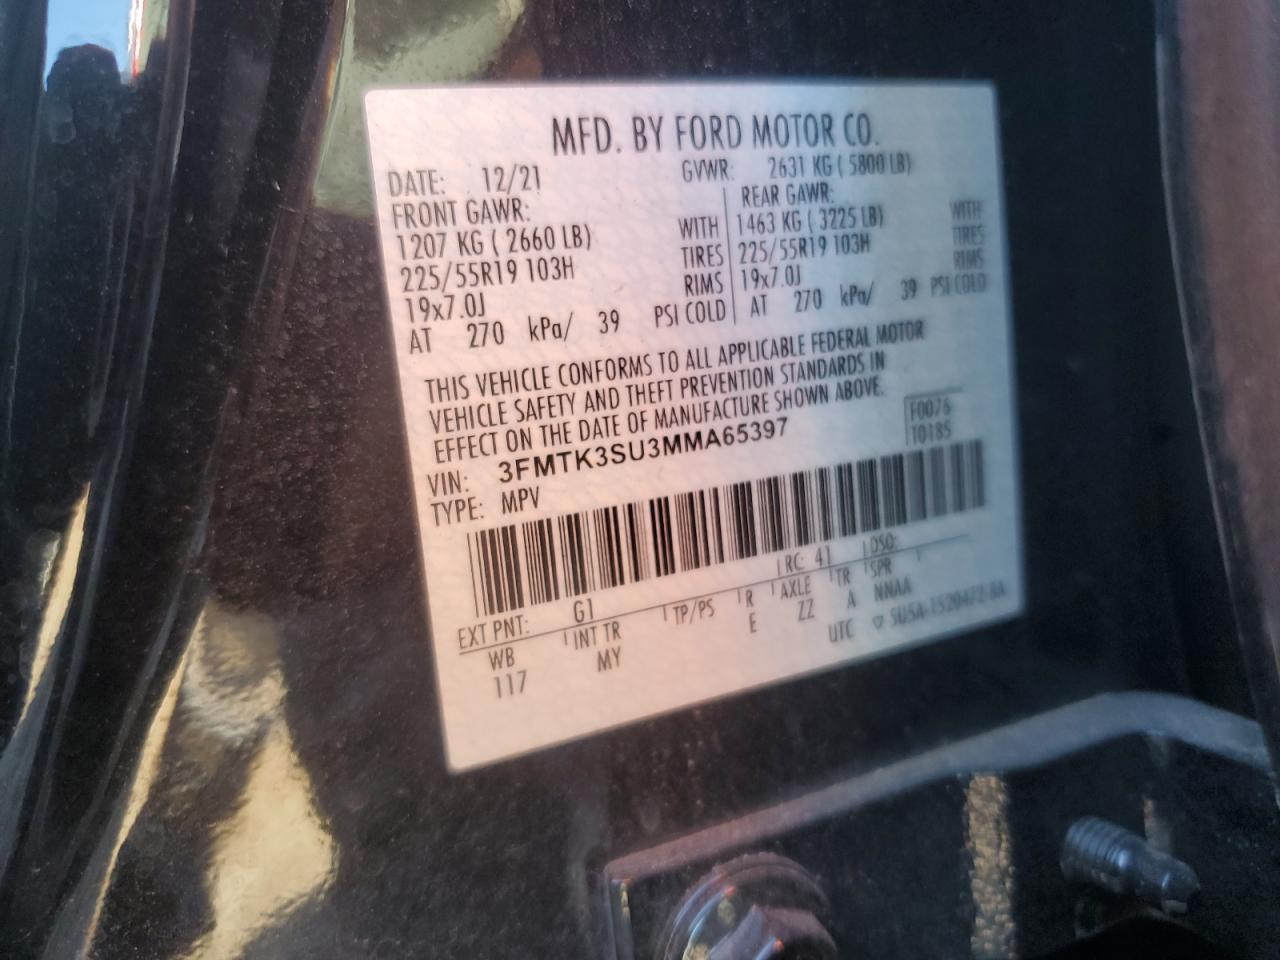 MFD. BY FORD MOTOR CO.
DATE: 12/21 GVWR: 2631 KG ( 5800 LB)
FRONT GAWR: REAR GAWR:
1207 KG ( 2660 LB) WITH 1463 KG ( 3225 LB) WITH
225/55R19 103H TIRES 225/55R19 103H TIRES
19x7.0J RIMS 19x7.0J RIMS
AT 270 kPa/ 39 PSI COLD AT 270 kPa/ 39 PSI COLD
THIS VEHICLE CONFORMS TO ALL APPLICABLE FEDERAL MOTOR
VEHICLE SAFETY AND THEFT PREVENTION STANDARDS IN
EFFECT ON THE DATE OF MANUFACTURE SHOWN ABOVE.
F0076
T0185
VIN: 3FMTK3SU3MMA65397
TYPE: MPV
EXT PNT: G1 RC: 41 DSO:
WB INT TR TP/PS R AXLE TR SPR
117 MY E ZZ A NNAA
UTC ▽ 5U5A-1520472-BA